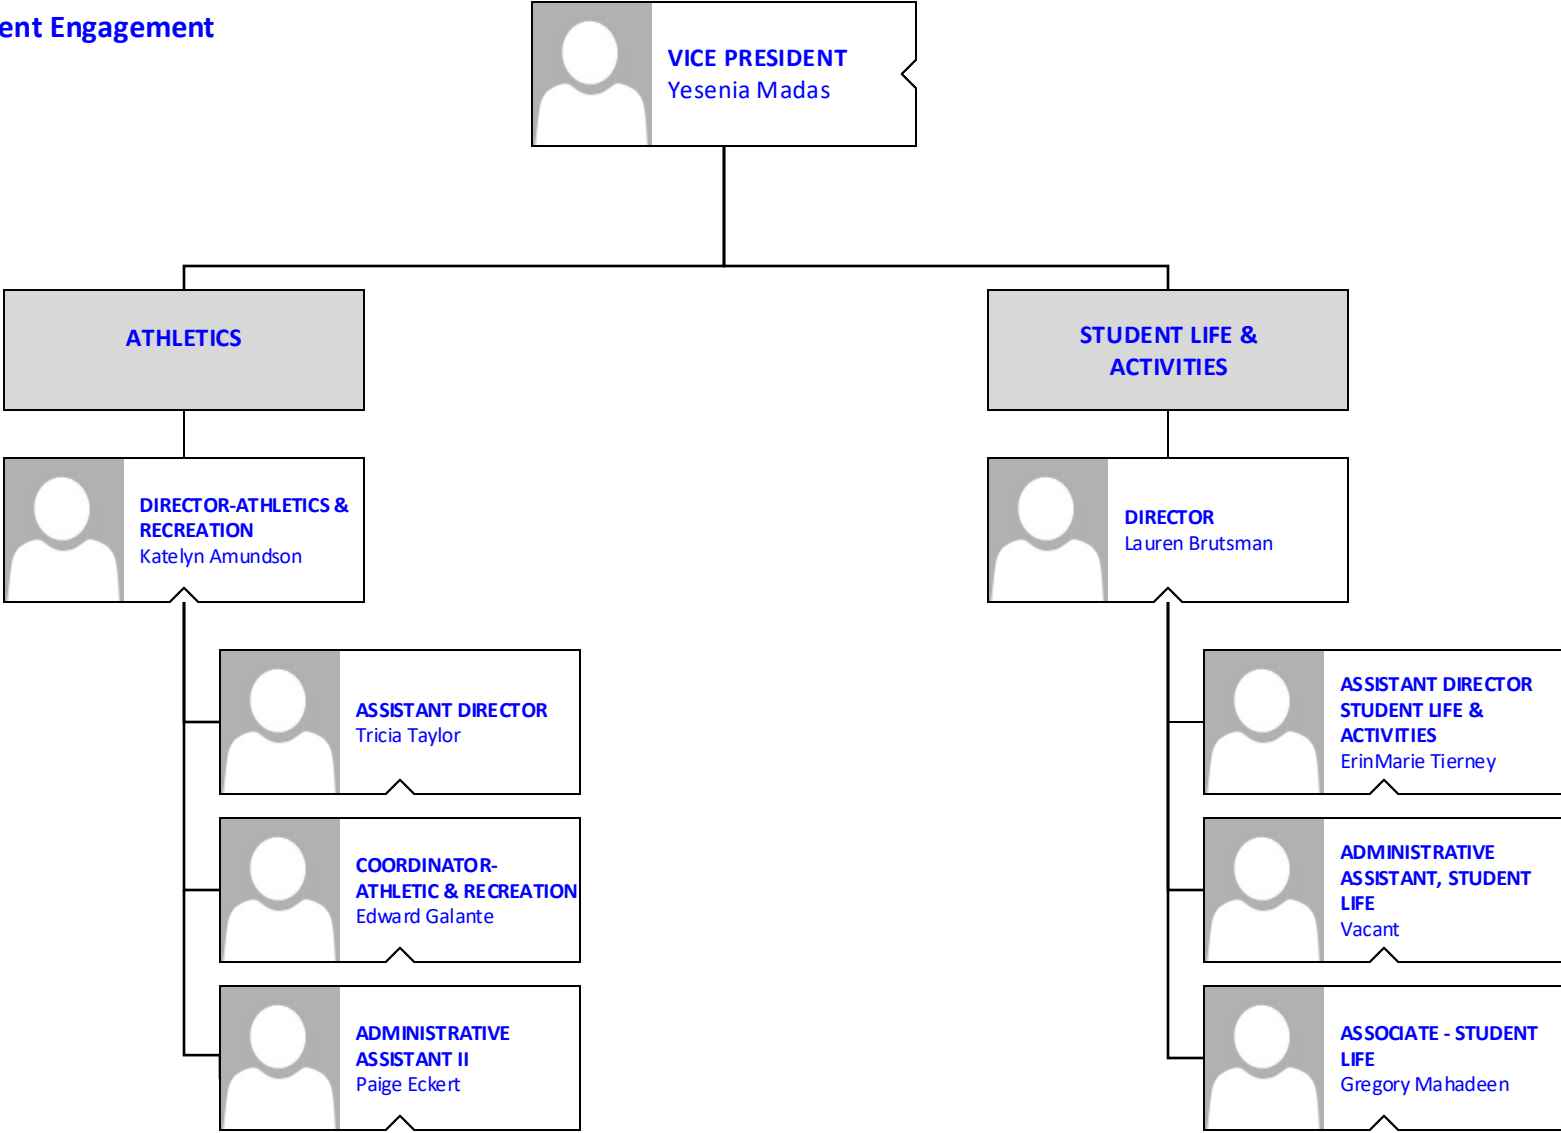 Engagement
VICE PRESIDENT
Yesenia Madas
ATHLETICS
STUDENT LIFE &
ACTIVITIES
DIRECTOR-ATHLETICS &
RECREATION
Katelyn Amundson
DIRECTOR
Lauren Brutsman
ASSISTANT DIRECTOR
Tricia Taylor
COORDINATOR-
ATHLETIC & RECREATION
Edward Galante
ADMINISTRATIVE
ASSISTANT II
Paige Eckert
ASSISTANT DIRECTOR
STUDENT LIFE &
ACTIVITIES
ErinMarie Tierney
ADMINISTRATIVE
ASSISTANT, STUDENT
LIFE
Vacant
ASSOCIATE - STUDENT
LIFE
Gregory Mahadeen